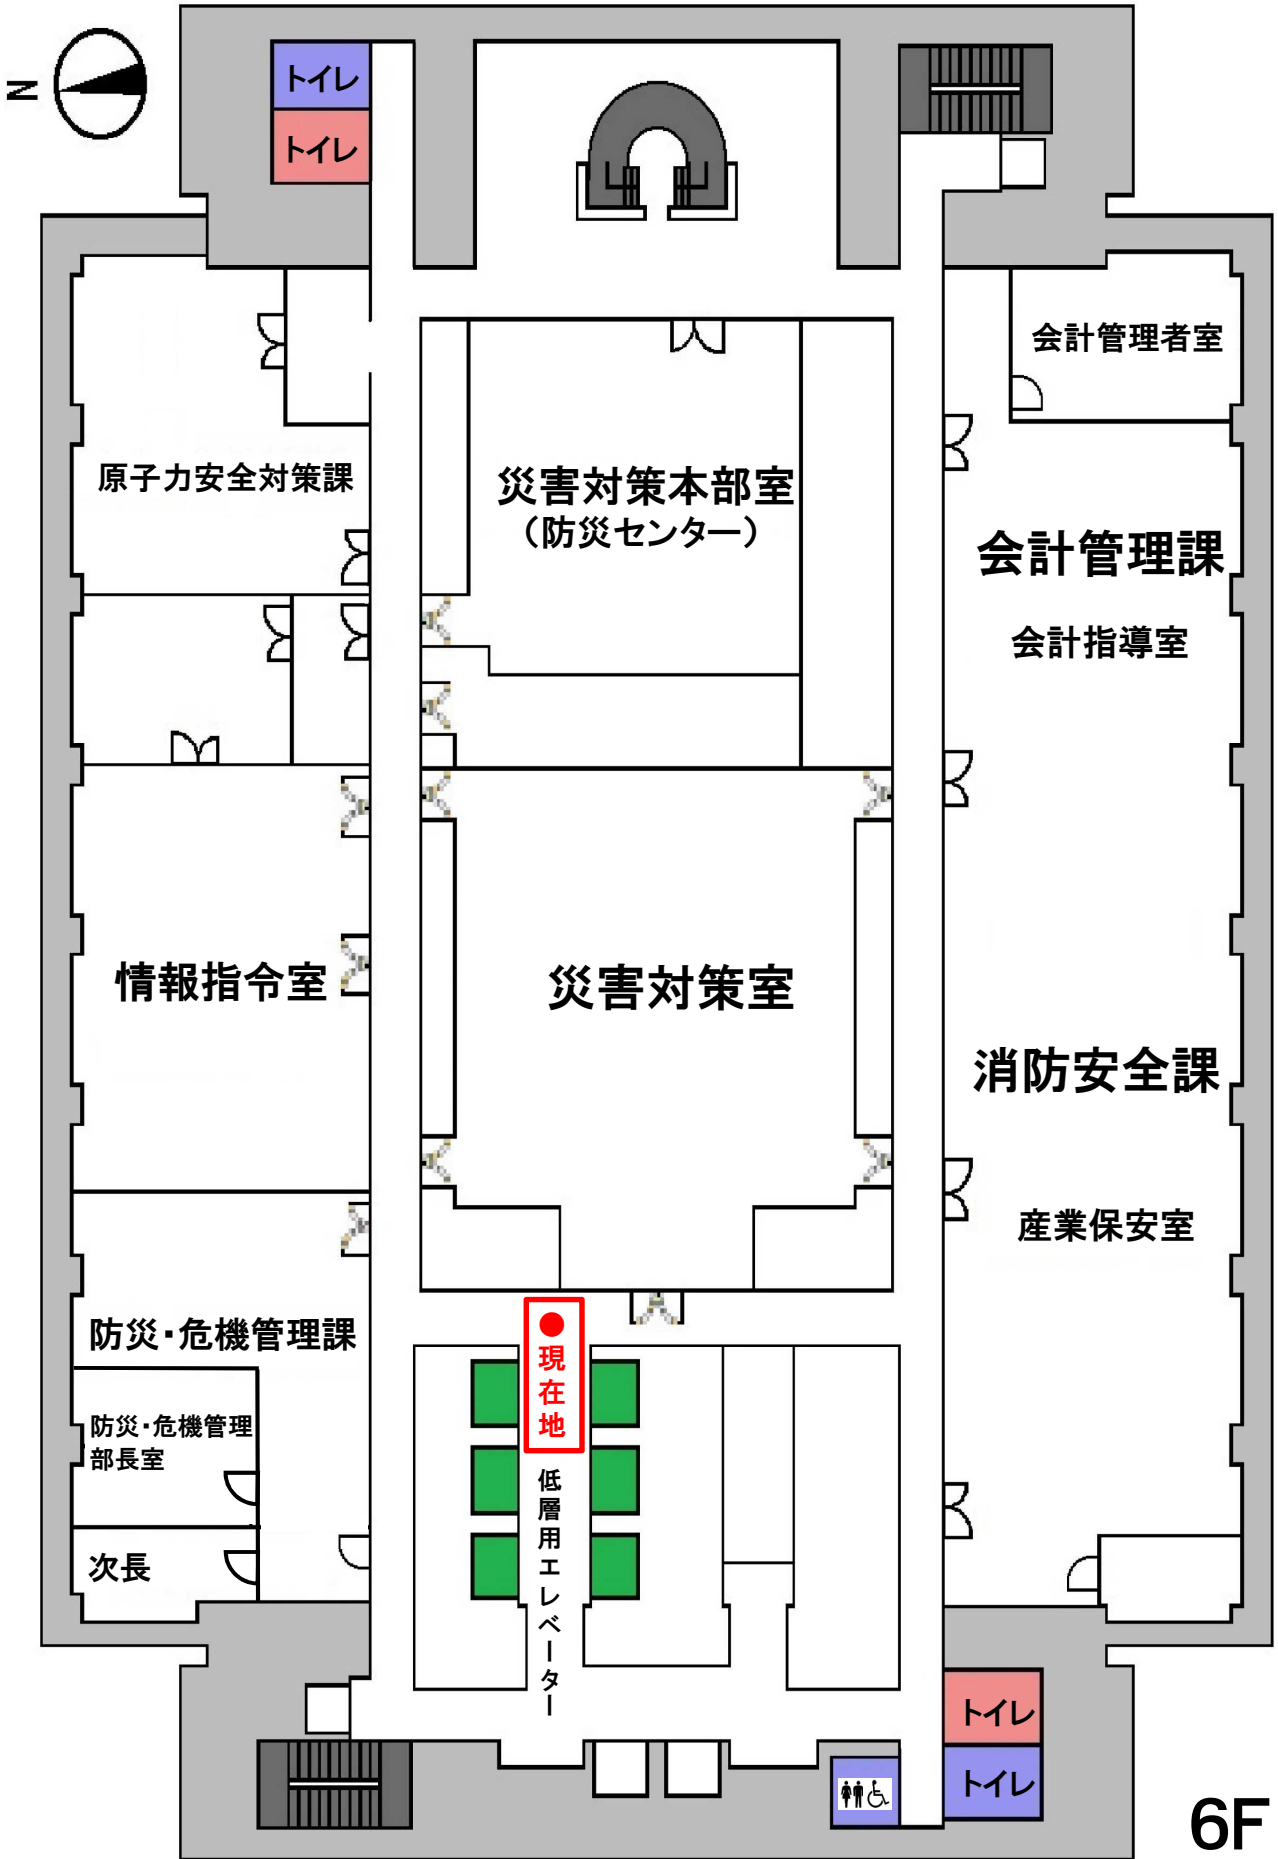 N
トイレ
トイレ
会計管理者室
原子力安全対策課
災害対策本部室
（防災センター）
会計管理課
会計指導室
情報指令室
災害対策室
消防安全課
産業保安室
防災・危機管理課
●現在地
防災・危機管理
部長室
低層用エレベーター
次長
トイレ
トイレ
6F